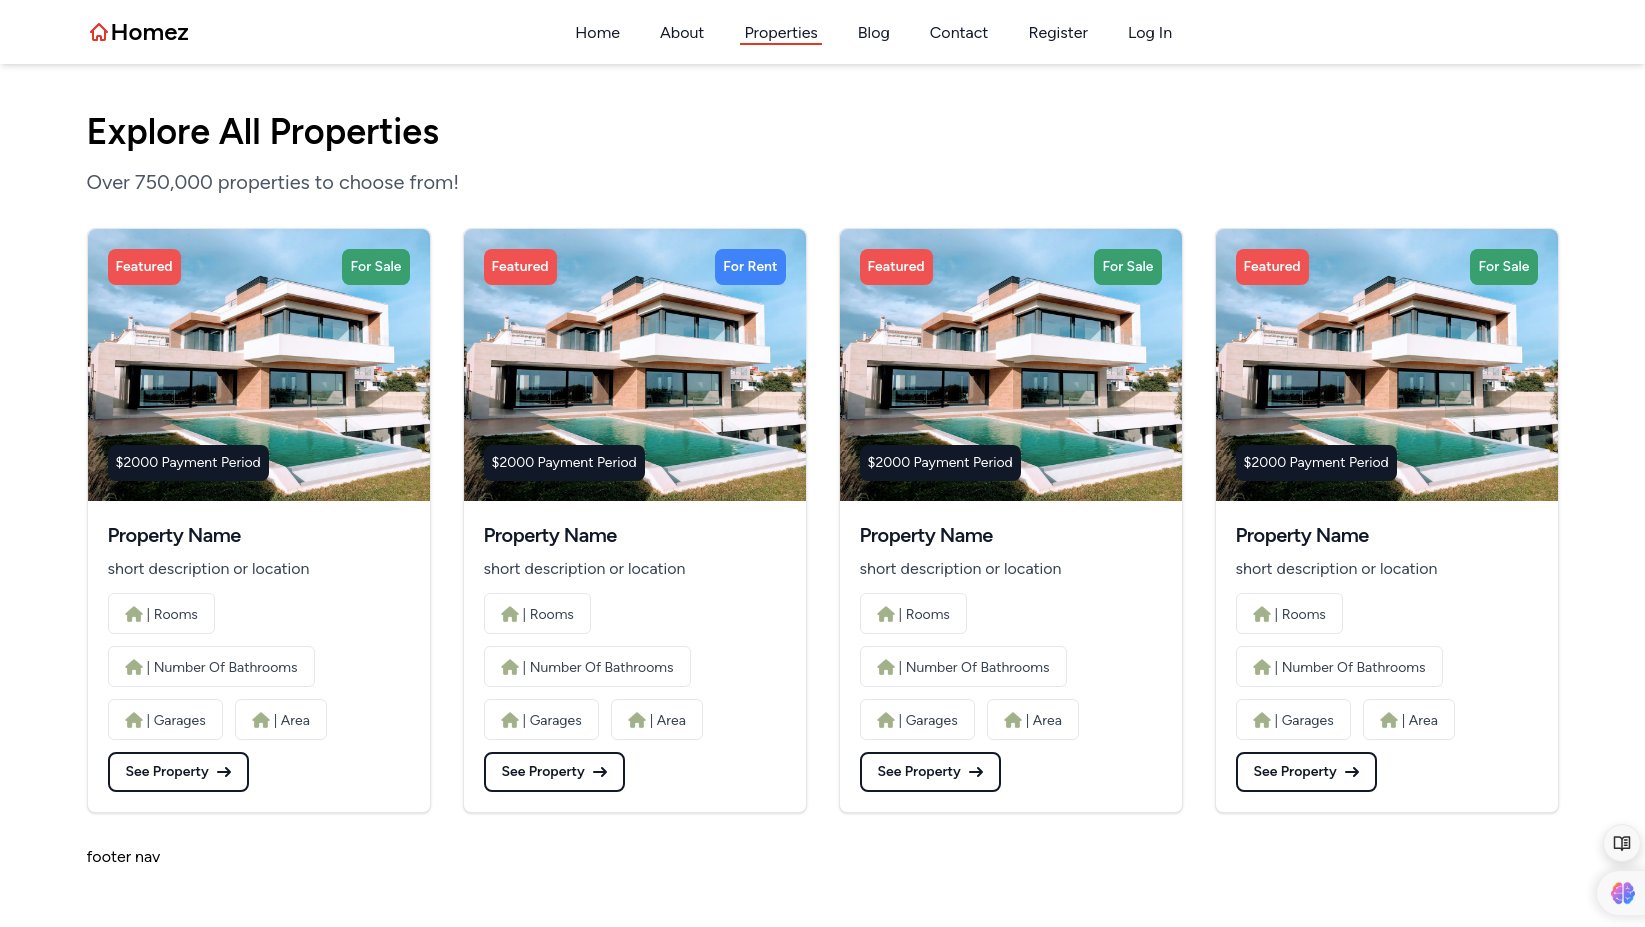 Homez
Home About Properties Blog Contact Register Log In
Explore All Properties
Over 750,000 properties to choose from!
Featured For Sale Featured For Rent Featured For Sale Featured For Sale
$2000 Payment Period $2000 Payment Period $2000 Payment Period $2000 Payment Period
Property Name Property Name Property Name Property Name
short description or location short description or location short description or location short description or location
| Rooms | Rooms | Rooms | Rooms
| Number Of Bathrooms | Number Of Bathrooms | Number Of Bathrooms | Number Of Bathrooms
| Garages | Area | Garages | Area | Garages | Area | Garages | Area
See Property → See Property → See Property → See Property →
footer nav